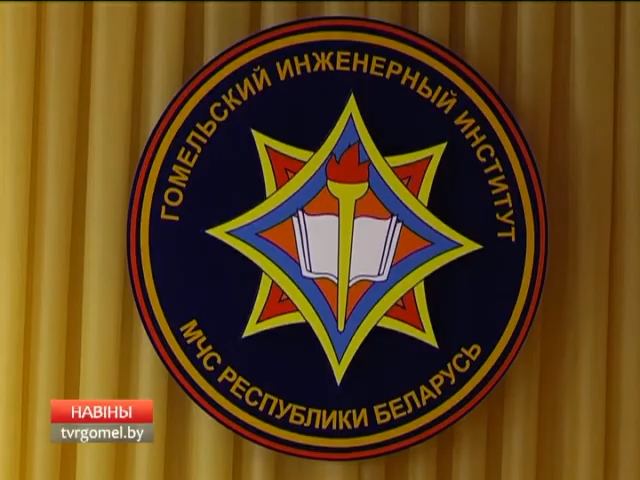 ГОМЕЛЬСКИЙ ИНЖЕНЕРНЫЙ ИНСТИТУТ
МЧС РЕСПУБЛИКИ БЕЛАРУСЬ
НАВІНЫ
tvrgomel.by